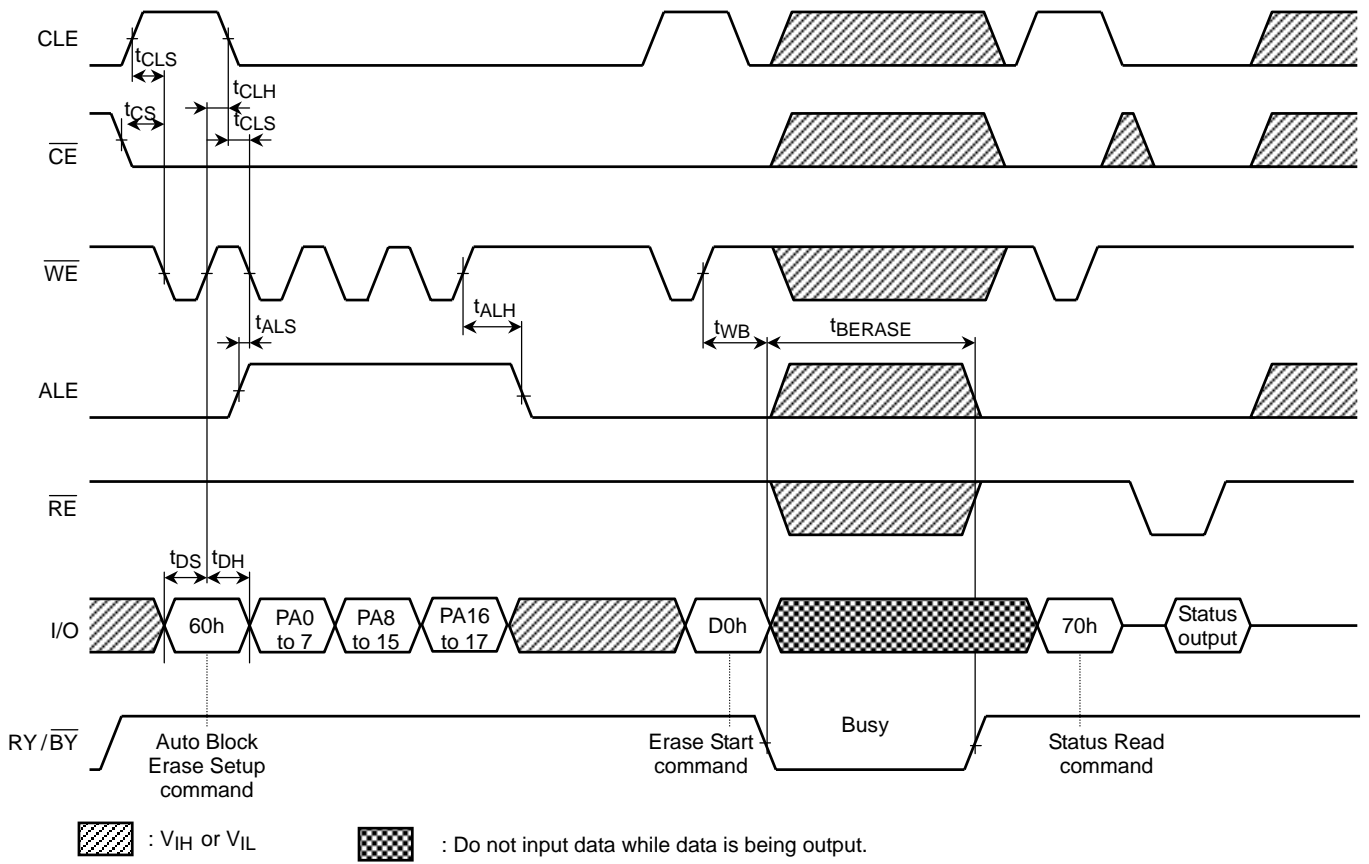 CLE
tCLS
tCLH
tCS
tCLS
CE
WE
tALS
tALH
tWB
tBERASE
ALE
RE
tDS
tDH
I/O
60h
PA0
to 7
PA8
to 15
PA16
to 17
D0h
70h
Status
output
RY/BY
Busy
Auto Block
Erase Setup
command
Erase Start
command
Status Read
command
: VIH or VIL
: Do not input data while data is being output.